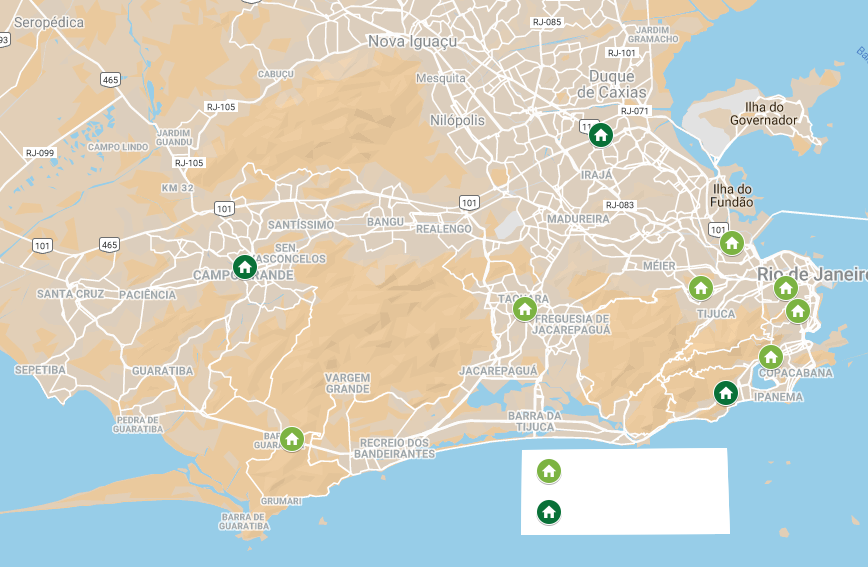 RJ-085
Seropédica
JARDIM
GRAMACHO
93
Nova Iguaçu
RJ-101
CABUÇU
465
Mesquita
Duque
de Caxias
RJ-105
Ilha do
Governador
RJ-071
Nilópolis
JARDIM
GUANDU
CAMPO LINDO
RJ-099
RJ-105
IRAJÁ
KM 32
Ilha do
Fundão
101
101
RJ-083
SANTÍSSIMO
BANGU
REALENGO
MADUREIRA
101
101
465
SEN.
VASCONCELOS
MÉIER
CAMPO GRANDE
Rio de Janeiro
SANTA CRUZ
PACIÊNCIA
TAQUARA
TIJUCA
FREGUESIA DE
JACAREPAGUÁ
SEPETIBA
GUARATIBA
VARGEM
GRANDE
JACAREPAGUÁ
COPACABANA
IPANEMA
PEDRA DE
GUARATIBA
BARRA DA
TIJUCA
RECREIO DOS
BANDEIRANTES
GRUMARI
BARRA DE
GUARATIBA